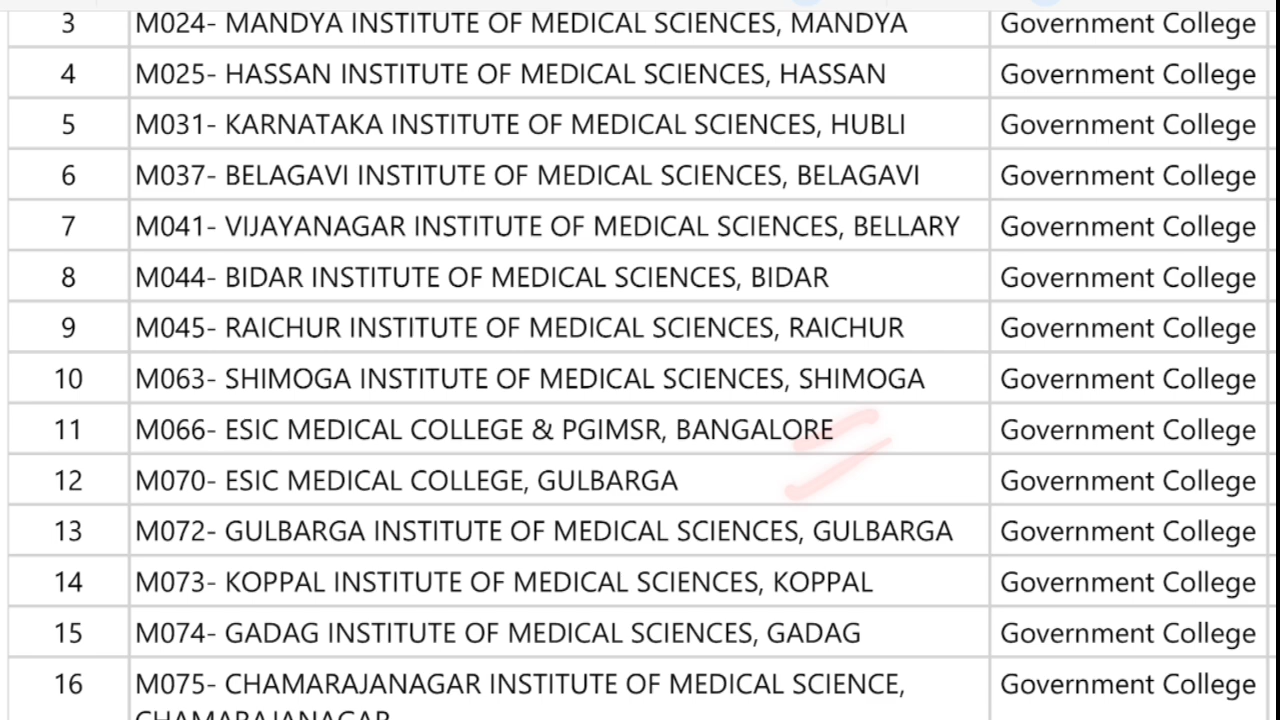 3 M024- MANDYA INSTITUTE OF MEDICAL SCIENCES, MANDYA Government College
4 M025- HASSAN INSTITUTE OF MEDICAL SCIENCES, HASSAN Government College
5 M031- KARNATAKA INSTITUTE OF MEDICAL SCIENCES, HUBLI Government College
6 M037- BELAGAVI INSTITUTE OF MEDICAL SCIENCES, BELAGAVI Government College
7 M041- VIJAYANAGAR INSTITUTE OF MEDICAL SCIENCES, BELLARY Government College
8 M044- BIDAR INSTITUTE OF MEDICAL SCIENCES, BIDAR Government College
9 M045- RAICHUR INSTITUTE OF MEDICAL SCIENCES, RAICHUR Government College
10 M063- SHIMOGA INSTITUTE OF MEDICAL SCIENCES, SHIMOGA Government College
11 M066- ESIC MEDICAL COLLEGE & PGIMSR, BANGALORE Government College
12 M070- ESIC MEDICAL COLLEGE, GULBARGA Government College
13 M072- GULBARGA INSTITUTE OF MEDICAL SCIENCES, GULBARGA Government College
14 M073- KOPPAL INSTITUTE OF MEDICAL SCIENCES, KOPPAL Government College
15 M074- GADAG INSTITUTE OF MEDICAL SCIENCES, GADAG Government College
16 M075- CHAMARAJANAGAR INSTITUTE OF MEDICAL SCIENCE, Government College
CHAMARAJANAGAR